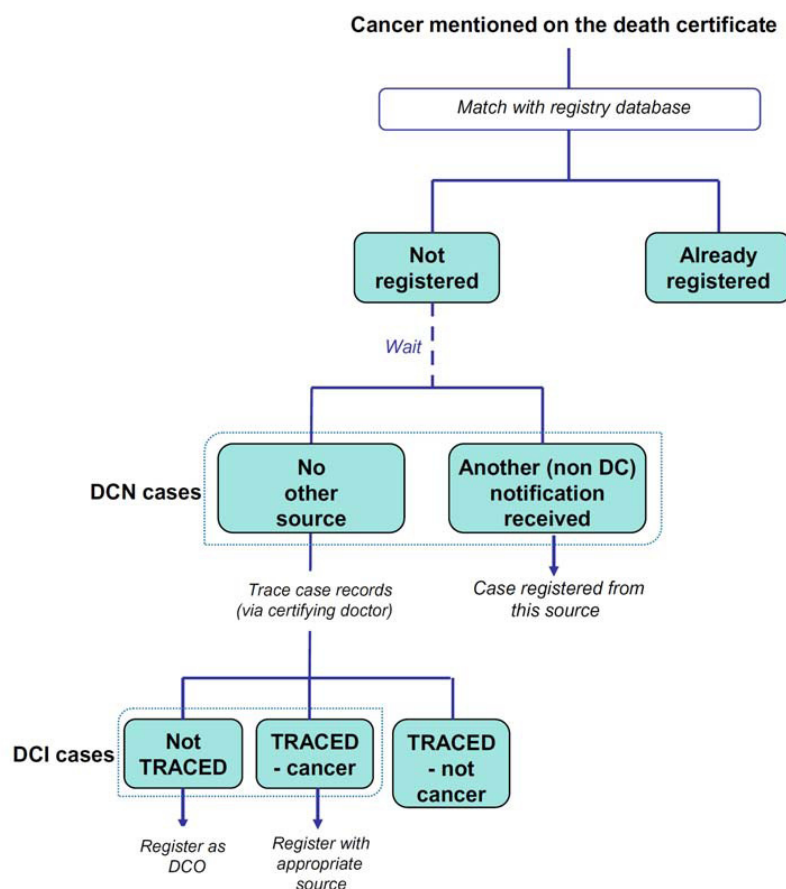 Cancer mentioned on the death certificate
Match with registry database
Not
registered
Already
registered
Wait
DCN cases
No
other
source
Another (non DC)
notification
received
Trace case records
(via certifying doctor)
Case registered from
this source
DCI cases
Not
TRACED
TRACED
- cancer
TRACED
- not
cancer
Register as
DCO
Register with
appropriate
source